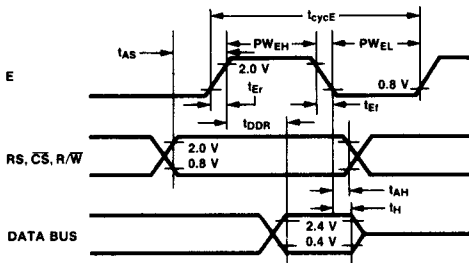 tcycE
tAS
PWEH
PWEL
E
2.0 V
0.8 V
tEr
tEf
tDDR
RS, C̅S̅, R/W̅
2.0 V
0.8 V
tAH
tH
DATA BUS
2.4 V
0.4 V